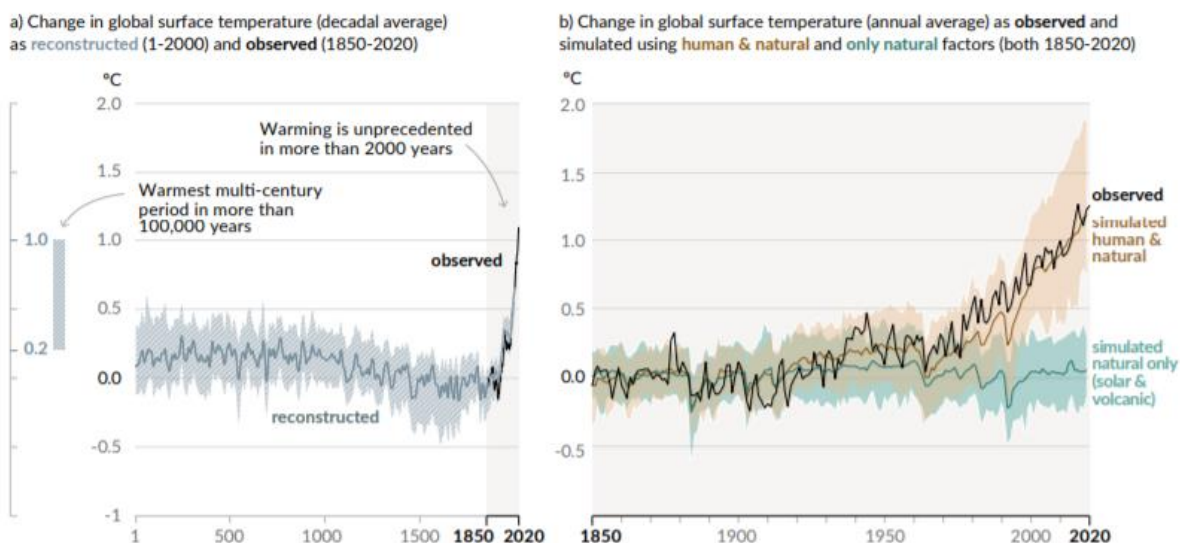 a) Change in global surface temperature (decadal average)
as reconstructed (1-2000) and observed (1850-2020)
°C
2.0
1.5
1.0
0.5
0.0
-0.5
-1
1.0
0.2
Warming is unprecedented
in more than 2000 years
Warmest multi-century
period in more than
100,000 years
observed
reconstructed
1 500 1000 1500 1850 2020
b) Change in global surface temperature (annual average) as observed and
simulated using human & natural and only natural factors (both 1850-2020)
°C
2.0
1.5
1.0
0.5
0.0
-0.5
observed
simulated
human &
natural
simulated
natural only
(solar &
volcanic)
1850 1900 1950 2000 2020